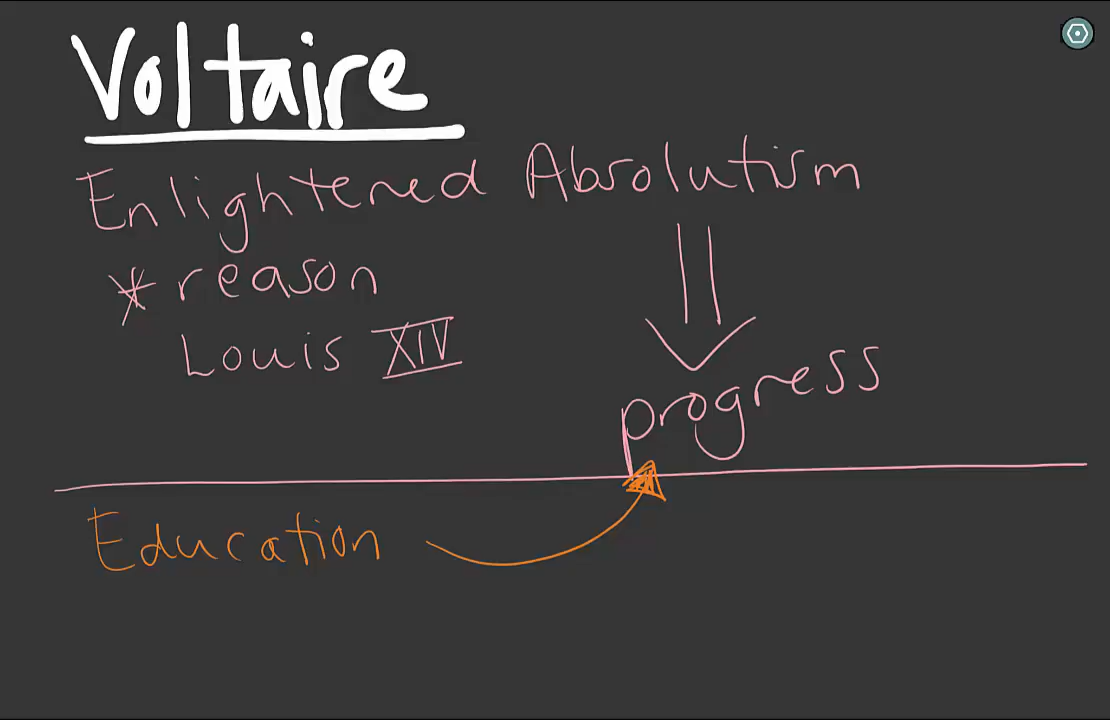 Voltaire
Enlightened Absolutism
* reason
Louis XIV
progress
Education